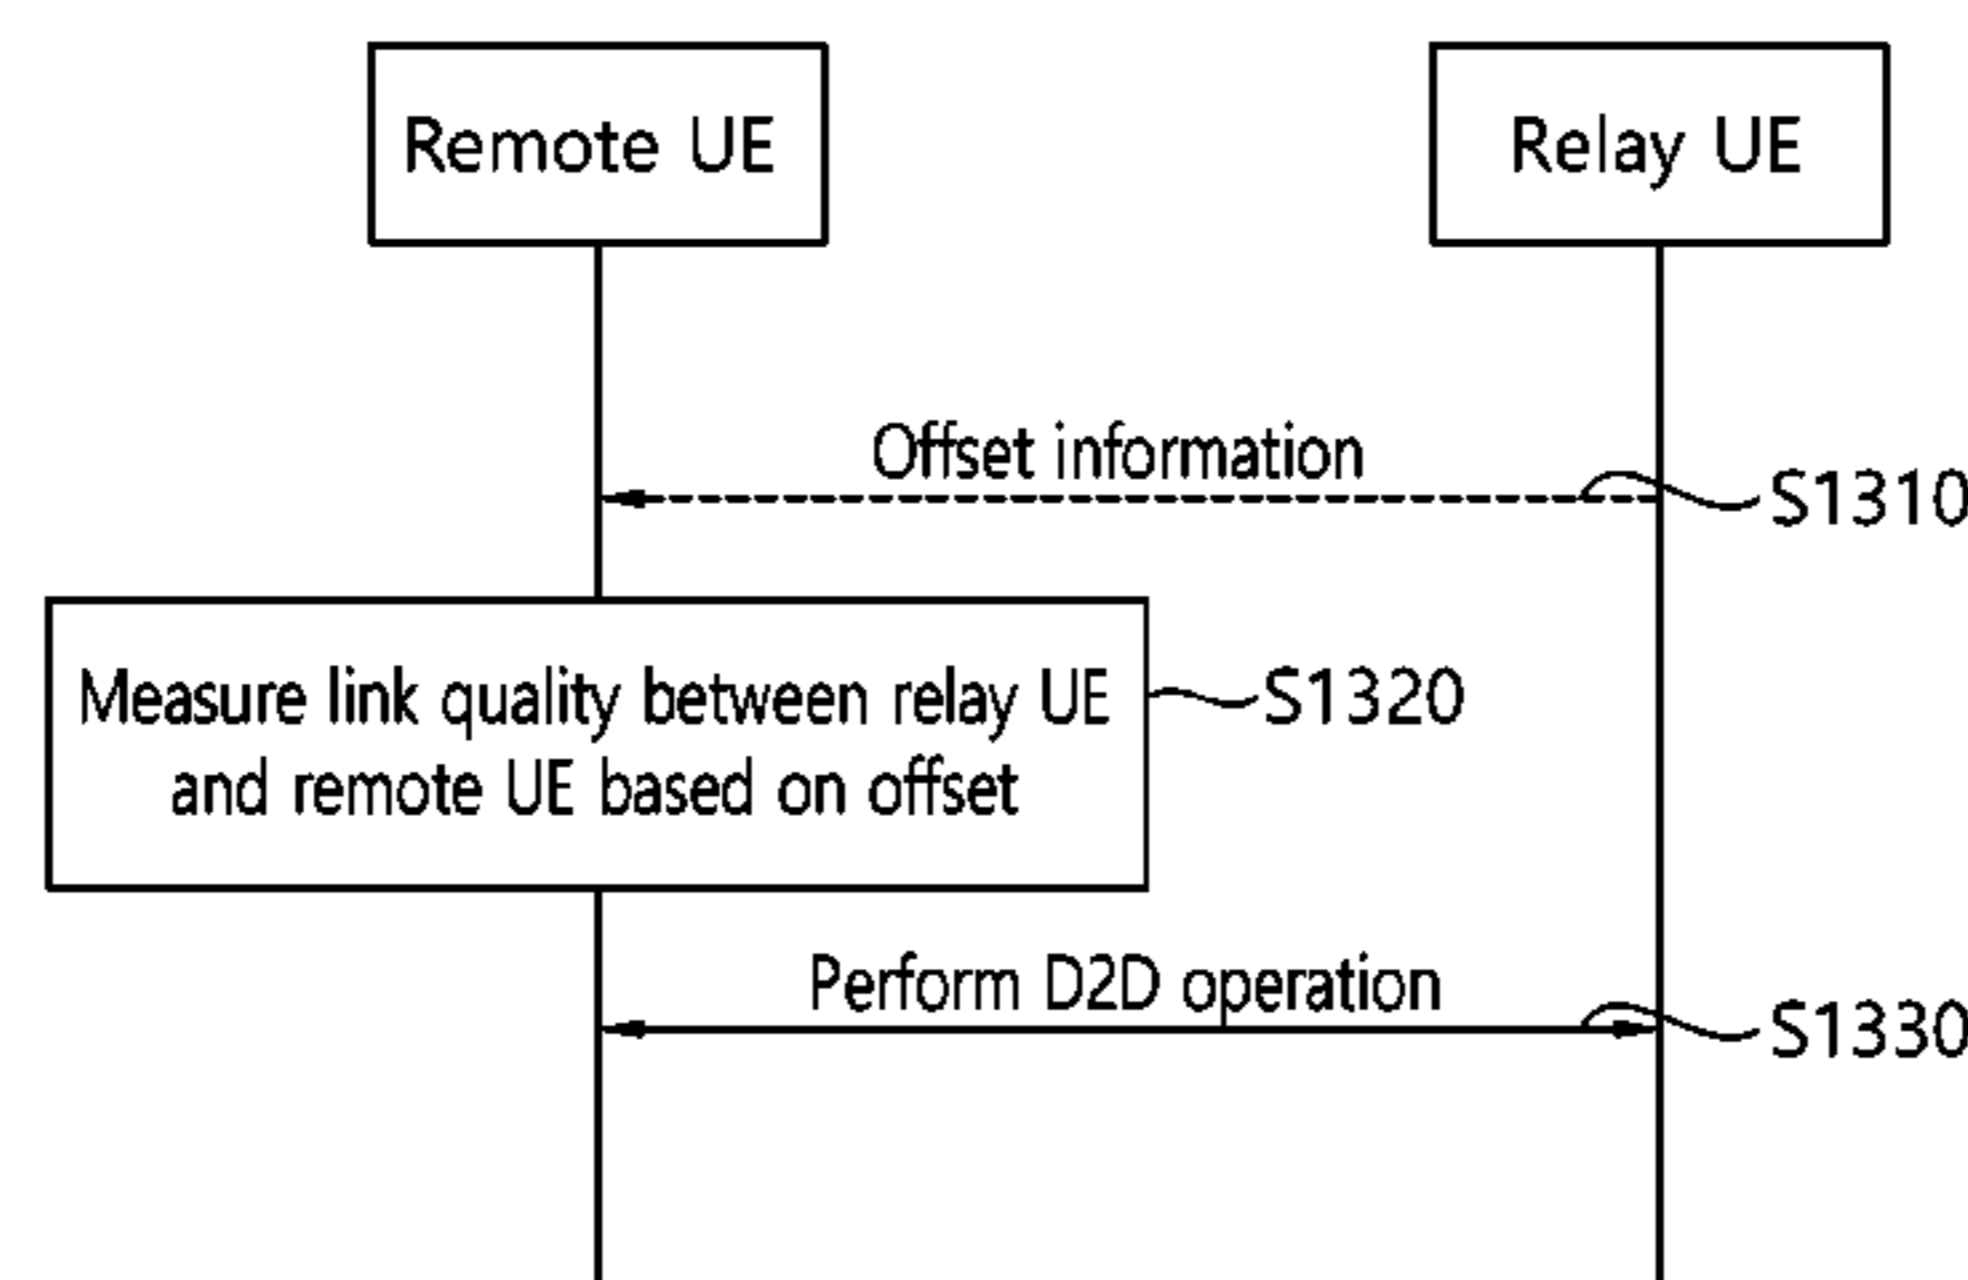 Remote UE
Relay UE
Offset information
S1310
Measure link quality between relay UE
and remote UE based on offset
S1320
Perform D2D operation
S1330